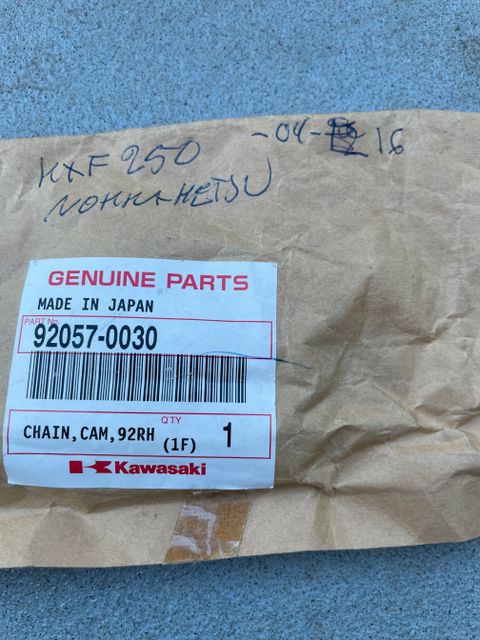 KXF 250
-04- 16
NOKKAKETJU
GENUINE PARTS
MADE IN JAPAN
PART No.
92057-0030
QTY
CHAIN,CAM,92RH (1F) 1
Kawasaki